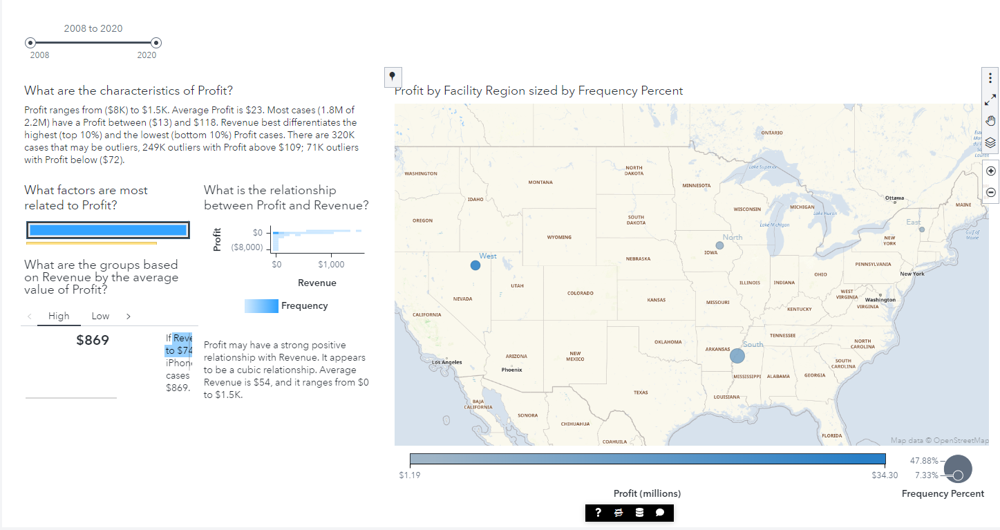 2008 to 2020
2008
2020
What are the characteristics of Profit?
Profit ranges from ($8K) to $1.5K. Average Profit is $23. Most cases (1.8M of
2.2M) have a Profit between ($13) and $118. Revenue best differentiates the
highest (top 10%) and the lowest (bottom 10%) Profit cases. There are 320K
cases that may be outliers, 249K outliers with Profit above $109; 71K outliers
with Profit below ($72).
What factors are most
related to Profit?
What are the groups based
on Revenue by the average
value of Profit?
High
Low
$869
If Reve
to $74
iPhon
cases
$869.
What is the relationship
between Profit and Revenue?
Profit
$0
($8,000)
$0
$1,000
Revenue
Frequency
Profit may have a strong positive
relationship with Revenue. It appears
to be a cubic relationship. Average
Revenue is $54, and it ranges from $0
to $1.5K.
Profit by Facility Region sized by Frequency Percent
ONTARIO
Lake Superior
WASHINGTON
NORTH
DAKOTA
MONTANA
MINNESOTA
IDAHO
Ottawa
MAINE
WISCONSIN
MICHIGAN
Lake Huron
OREGON
SOUTH
DAKOTA
Lake Michigan
East
Gulf of
Maine
WYOMING
North
NEW
YORK
IOWA
West
NEBRASKA
PENNSYLVANIA
New York
OHIO
UTAH
ILLINOIS
INDIANA
COLORADO
NEVADA
KANSAS
MISSOURI
WEST
VIRGINIA
Washington
VIRGINIA
KENTUCKY
CALIFORNIA
TENNESSEE
OKLAHOMA
ARKANSAS
South
NORTH
CAROLINA
Los Angeles
ARIZONA
NEW
MEXICO
SOUTH
CAROLINA
Phoenix
MISSISSIPPI
ALABAMA
GEORGIA
TEXAS
LOUISIANA
BAJA
CALIFORNIA
SONORA
CHIHUAHUA
COAHUILA
FLORIDA
Map data © OpenStreetMap
$1.19
$34.30
Profit (millions)
47.88%
7.33%
Frequency Percent
?